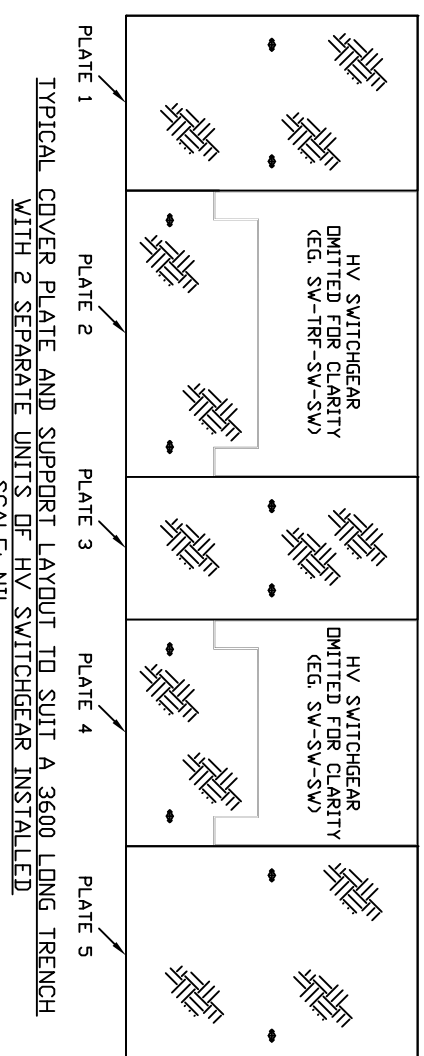 HV SWITCHGEAR
OMITTED FOR CLARITY
(EG. SW-TRF-SW-SW)
HV SWITCHGEAR
OMITTED FOR CLARITY
(EG. SW-SW-SW)
PLATE 1
PLATE 2
PLATE 3
PLATE 4
PLATE 5
TYPICAL COVER PLATE AND SUPPORT LAYOUT TO SUIT A 3600 LONG TRENCH
WITH 2 SEPARATE UNITS OF HV SWITCHGEAR INSTALLED
SCALE: NIL